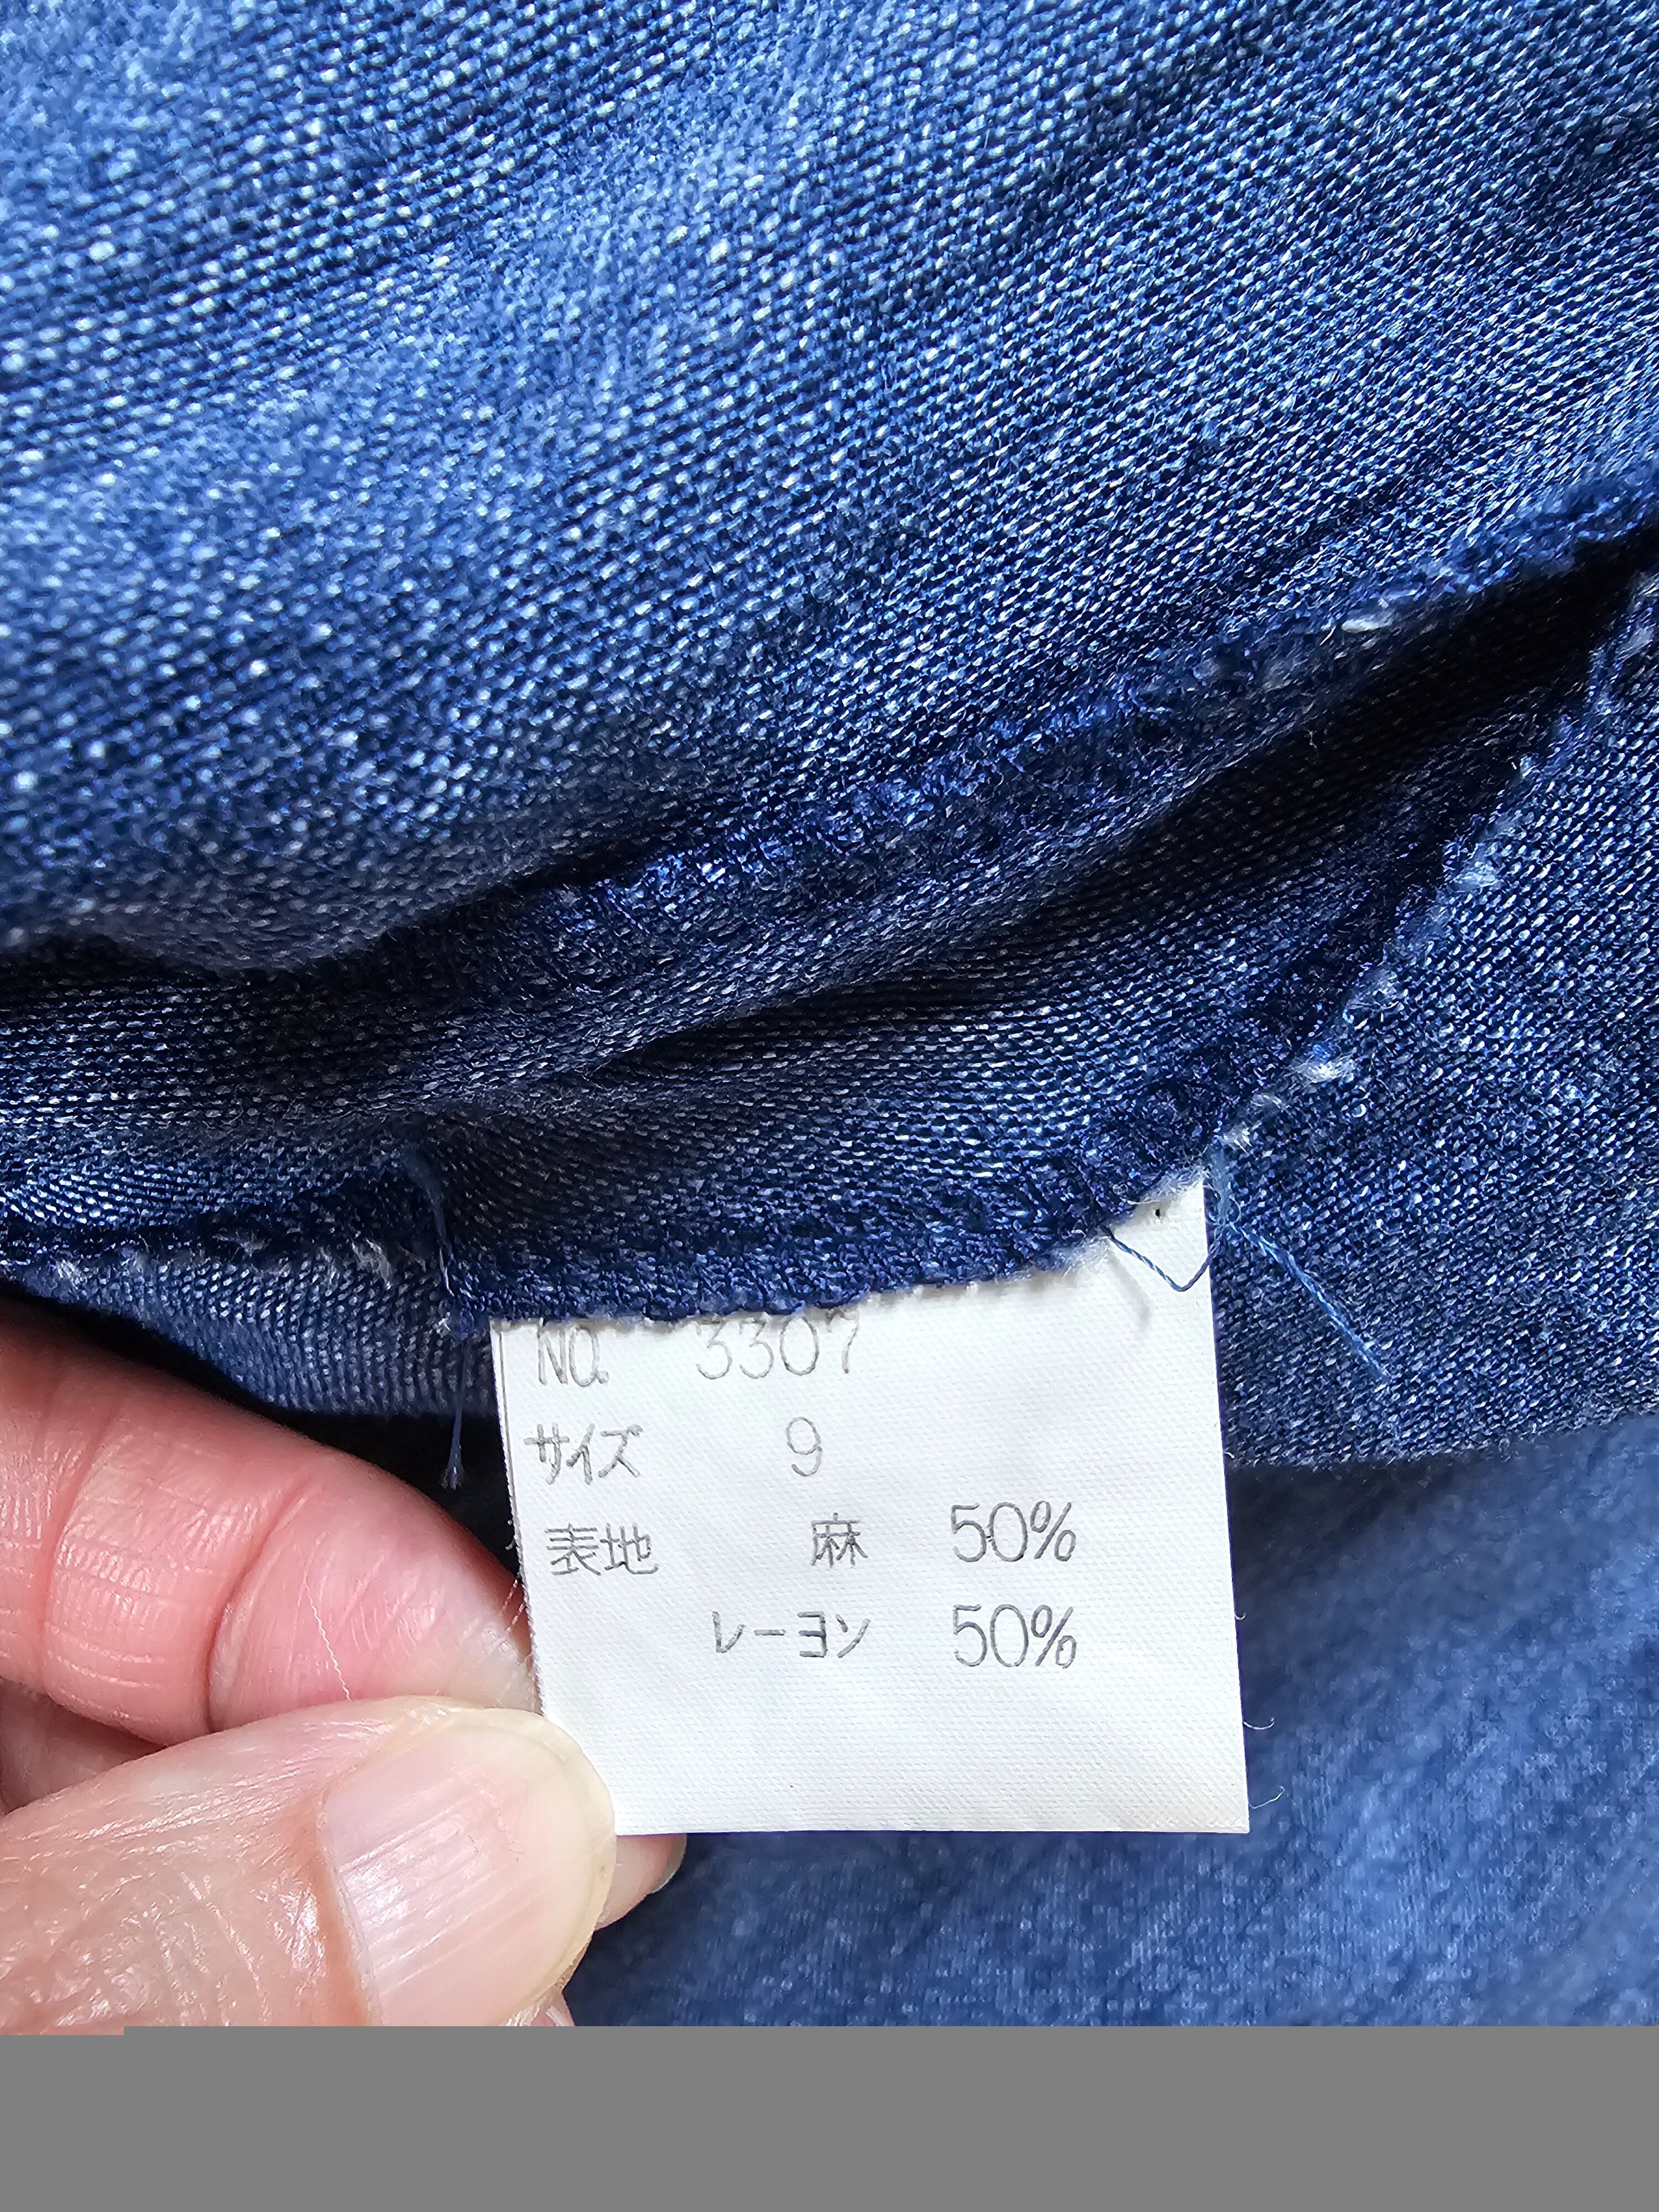 NO. 3307
サイズ 9
表地 麻 50%
レーヨン 50%